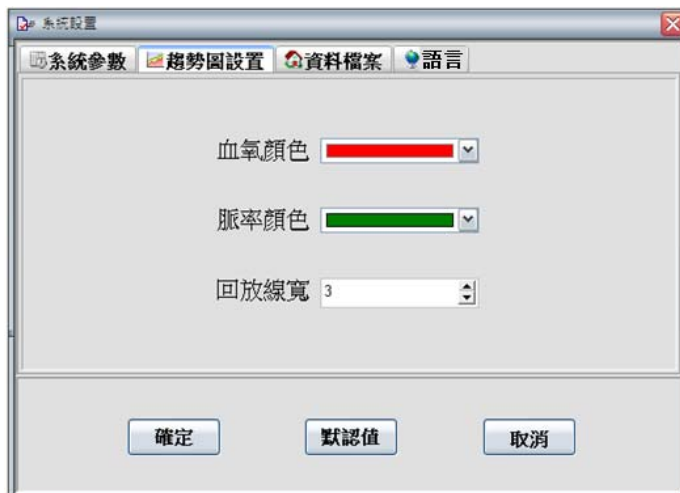 系統設置
系統參數 趨勢圖設置 資料檔案 語言
血氧顏色
脈率顏色
回放線寬 3
確定 默認值 取消